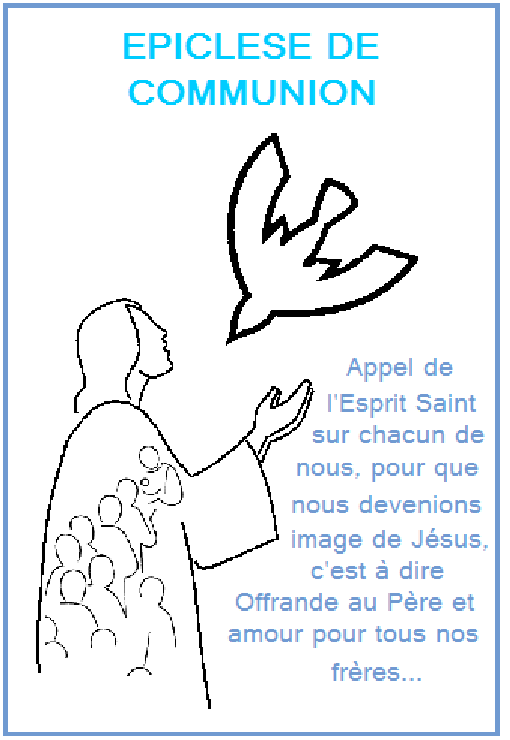 EPICLESE DE
COMMUNION
Appel de
l'Esprit Saint
sur chacun de
nous, pour que
nous devenions
image de Jésus,
c'est à dire
Offrande au Père et
amour pour tous nos
frères...